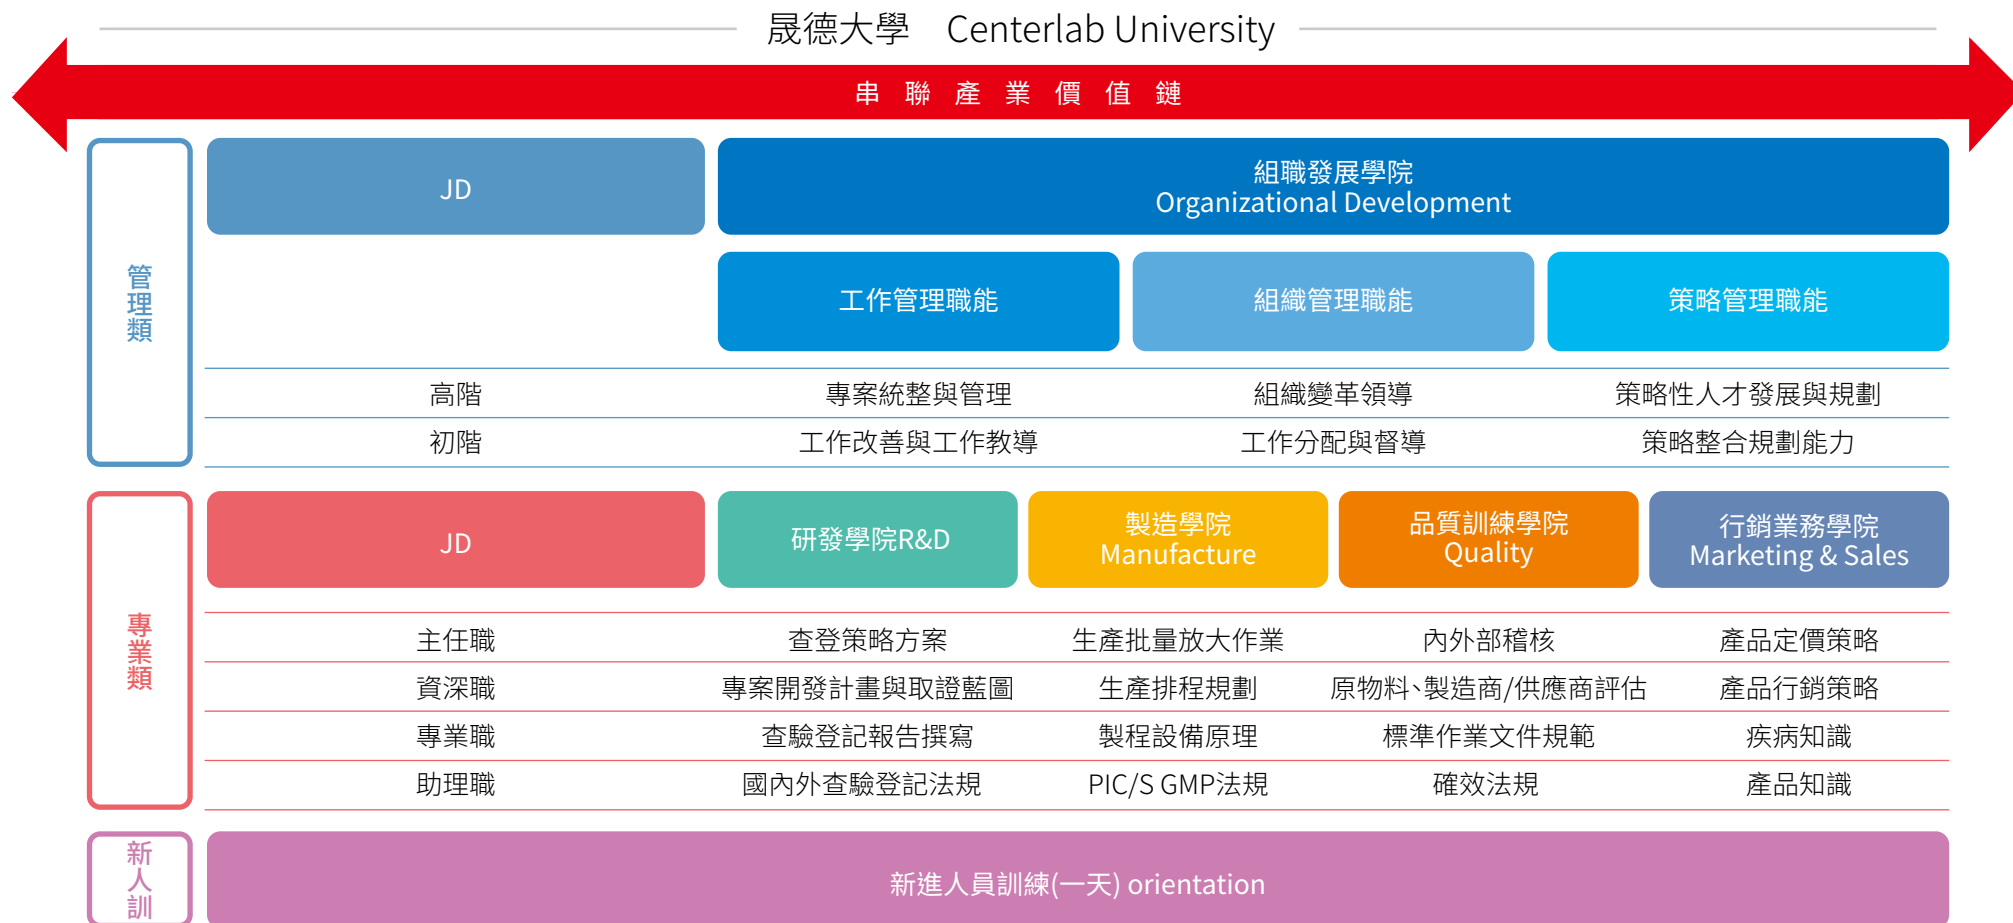 晟德大學 Centerlab University
串聯產業價值鏈
管理類
JD
組職發展學院
Organizational Development
工作管理職能
組織管理職能
策略管理職能
高階 專案統整與管理 組織變革領導 策略性人才發展與規劃
初階 工作改善與工作教導 工作分配與督導 策略整合規劃能力
專業類
JD
研發學院R&D
製造學院
Manufacture
品質訓練學院
Quality
行銷業務學院
Marketing & Sales
主任職 查登策略方案 生產批量放大作業 內外部稽核 產品定價策略
資深職 專案開發計畫與取證藍圖 生產排程規劃 原物料、製造商/供應商評估 產品行銷策略
專業職 查驗登記報告撰寫 製程設備原理 標準作業文件規範 疾病知識
助理職 國內外查驗登記法規 PIC/S GMP法規 確效法規 產品知識
新人訓
新進人員訓練(一天) orientation